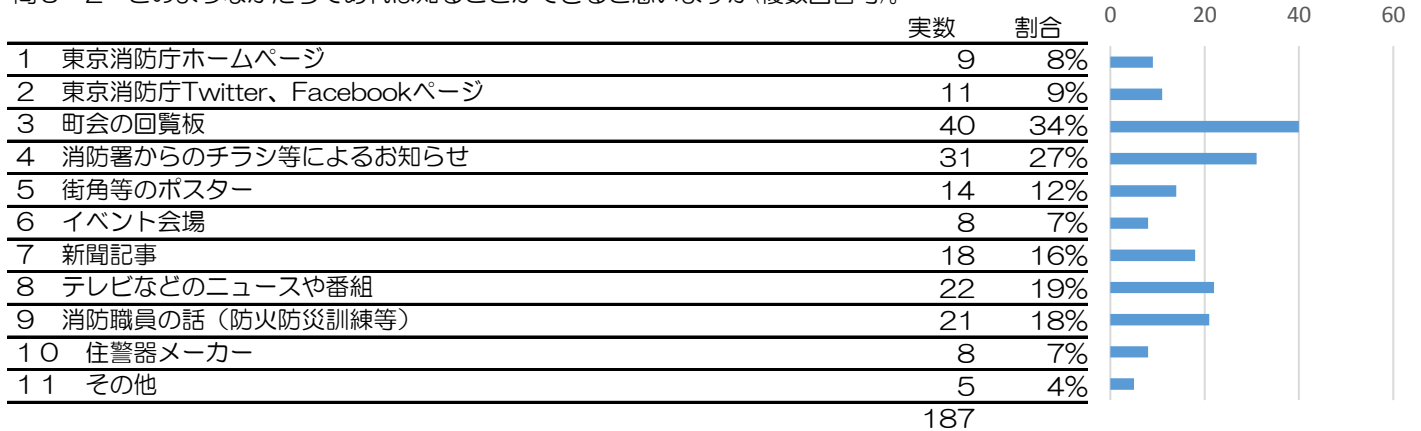 実数 割合
0 20 40 60
1 東京消防庁ホームページ 9 8%
2 東京消防庁Twitter、Facebookページ 11 9%
3 町会の回覧板 40 34%
4 消防署からのチラシ等によるお知らせ 31 27%
5 街角等のポスター 14 12%
6 イベント会場 8 7%
7 新聞記事 18 16%
8 テレビなどのニュースや番組 22 19%
9 消防職員の話（防火防災訓練等） 21 18%
10 住警器メーカー 8 7%
11 その他 5 4%
187